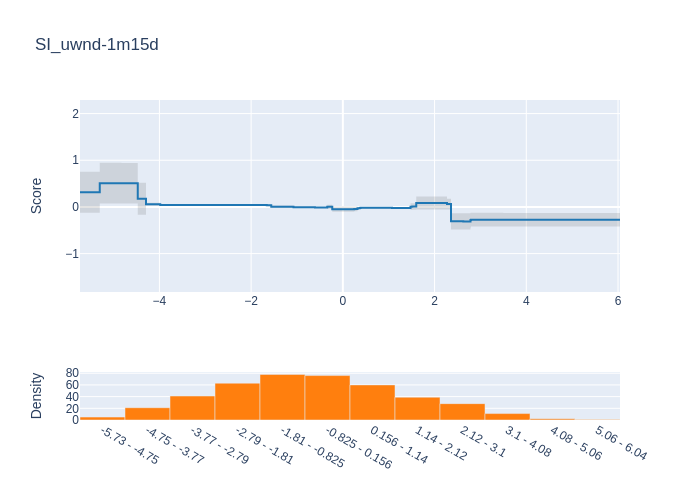 SI_uwnd-1m15d
Score
2
1
0
−1
−4
−2
0
2
4
6
Density
80
60
40
20
0
-5.73 - -4.75
-4.75 - -3.77
-3.77 - -2.79
-2.79 - -1.81
-1.81 - -0.825
-0.825 - 0.156
0.156 - 1.14
1.14 - 2.12
2.12 - 3.1
3.1 - 4.08
4.08 - 5.06
5.06 - 6.04